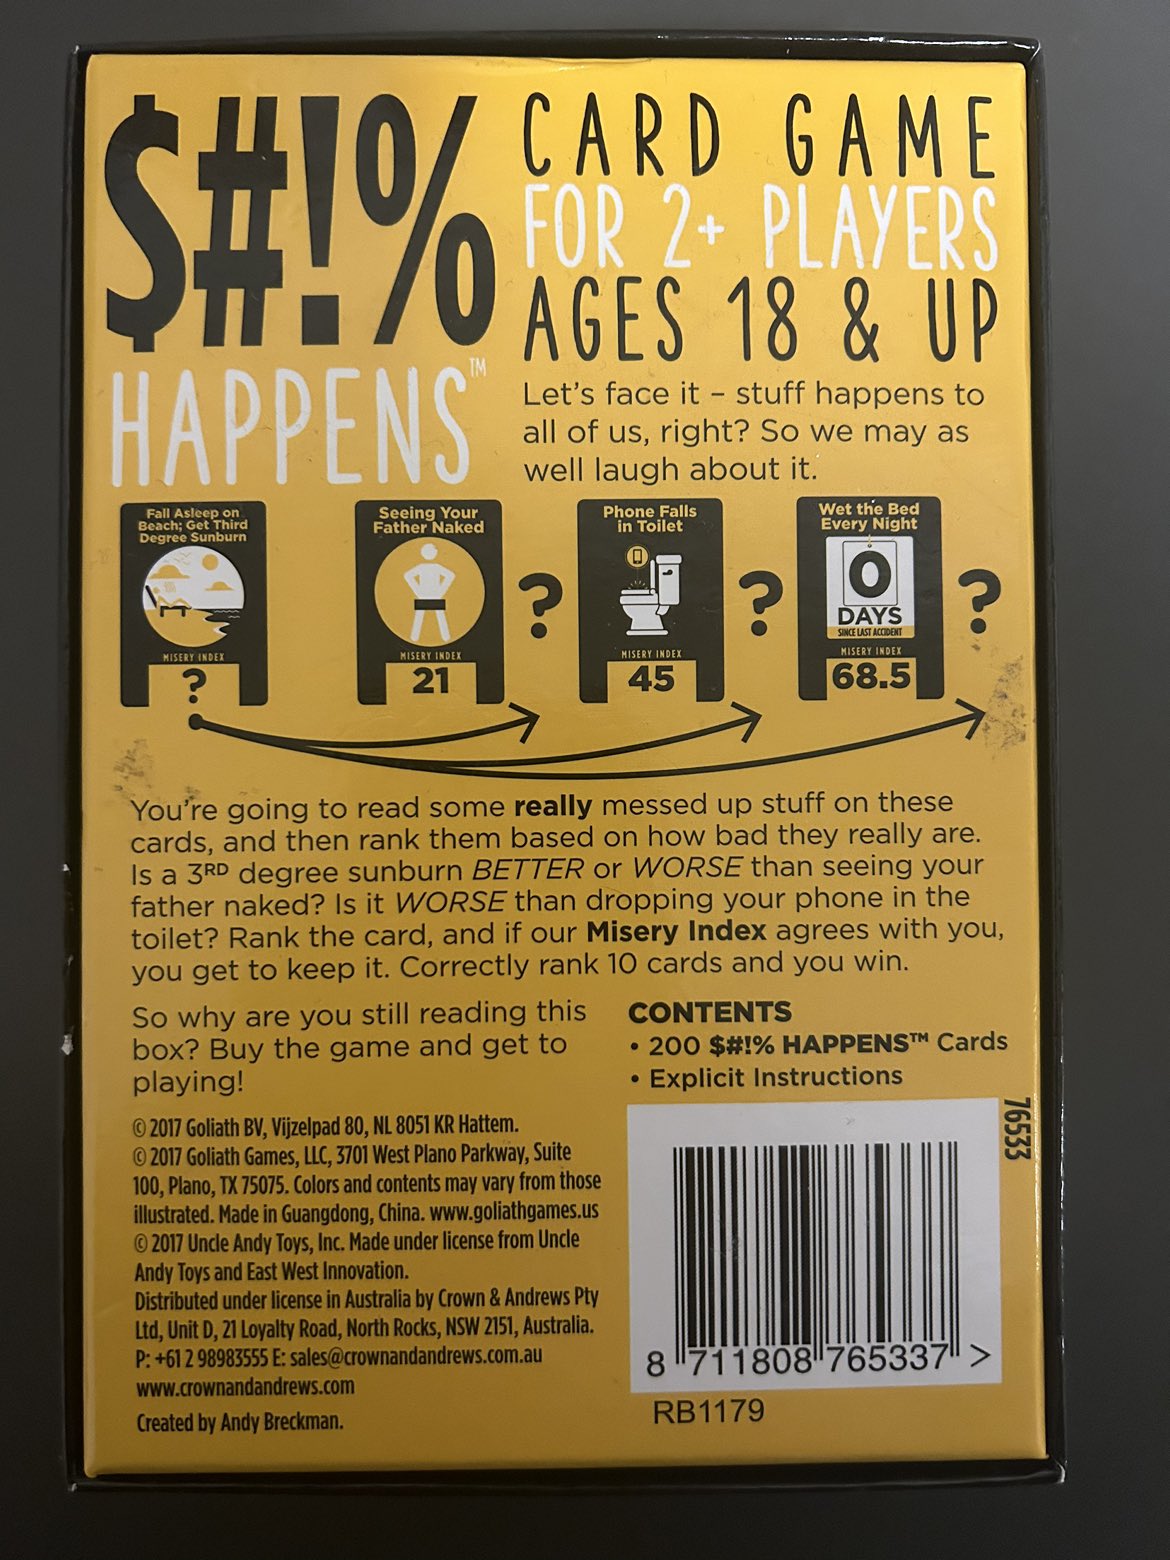 $#!%
HAPPENS™
CARD GAME
FOR 2+ PLAYERS
AGES 18 & UP
Let's face it – stuff happens to
all of us, right? So we may as
well laugh about it.
Fall Asleep on
Beach; Get Third
Degree Sunburn
MISERY INDEX
?
Seeing Your
Father Naked
MISERY INDEX
21
?
Phone Falls
in Toilet
MISERY INDEX
45
?
Wet the Bed
Every Night
0
DAYS
SINCE LAST ACCIDENT
MISERY INDEX
68.5
?
You're going to read some really messed up stuff on these
cards, and then rank them based on how bad they really are.
Is a 3RD degree sunburn BETTER or WORSE than seeing your
father naked? Is it WORSE than dropping your phone in the
toilet? Rank the card, and if our Misery Index agrees with you,
you get to keep it. Correctly rank 10 cards and you win.
So why are you still reading this
box? Buy the game and get to
playing!
CONTENTS
• 200 $#!% HAPPENS™ Cards
• Explicit Instructions
© 2017 Goliath BV, Vijzelpad 80, NL 8051 KR Hattem.
© 2017 Goliath Games, LLC, 3701 West Plano Parkway, Suite
100, Plano, TX 75075. Colors and contents may vary from those
illustrated. Made in Guangdong, China. www.goliathgames.us
© 2017 Uncle Andy Toys, Inc. Made under license from Uncle
Andy Toys and East West Innovation.
Distributed under license in Australia by Crown & Andrews Pty
Ltd, Unit D, 21 Loyalty Road, North Rocks, NSW 2151, Australia.
P: +61 2 98983555 E: sales@crownandandrews.com.au
www.crownandandrews.com
Created by Andy Breckman.
76533
8 711808 765337 >
RB1179